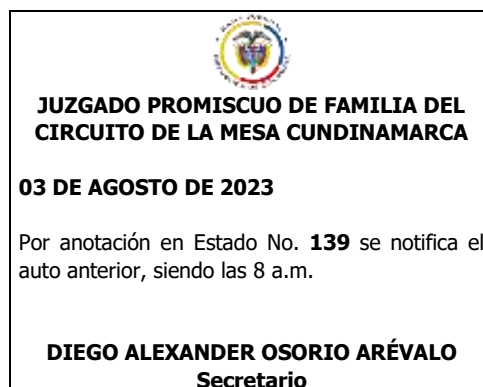 JUZGADO PROMISCUO DE FAMILIA DEL
CIRCUITO DE LA MESA CUNDINAMARCA
03 DE AGOSTO DE 2023
Por anotación en Estado No. 139 se notifica el
auto anterior, siendo las 8 a.m.
DIEGO ALEXANDER OSORIO ARÉVALO
Secretario